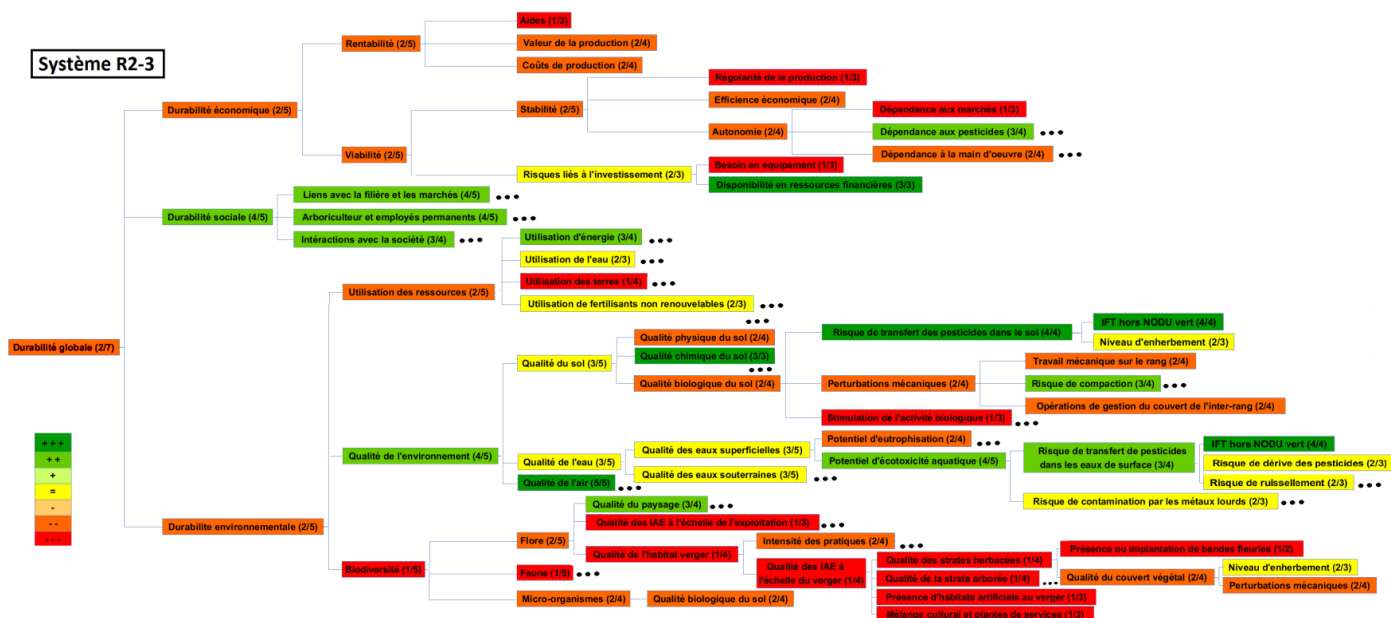 Système R2-3
Aides (1/3)
Rentabilité (2/5)
Valeur de la production (2/4)
Coûts de production (2/4)
Durabilité économique (2/5)
Régularité de la production (1/3)
Stabilité (2/5)
Efficience économique (2/4)
Dépendance aux marchés (1/3)
Autonomie (2/4)
Dépendance aux pesticides (3/4)
Dépendance à la main d'oeuvre (2/4)
Viabilité (2/5)
Besoin en équipement (1/3)
Risques liés à l'investissement (2/3)
Disponibilité en ressources financières (3/3)
Liens avec la filière et les marchés (4/5)
Durabilité sociale (4/5)
Arboriculteur et employés permanents (4/5)
Intéractions avec la société (3/4)
Utilisation d'énergie (3/4)
Utilisation de l'eau (2/3)
Utilisation des terres (1/4)
Utilisation des ressources (2/5)
Utilisation de fertilisants non renouvelables (2/3)
Durabilité globale (2/7)
Qualité physique du sol (2/4)
Qualité du sol (3/5)
Qualité chimique du sol (3/3)
Qualité biologique du sol (2/4)
Risque de transfert des pesticides dans le sol (4/4)
IFT hors NODU vert (4/4)
Niveau d'enherbement (2/3)
Perturbations mécaniques (2/4)
Travail mécanique sur le rang (2/4)
Risque de compaction (3/4)
Opérations de gestion du couvert de l'inter-rang (2/4)
Stimulation de l'activité biologique (1/3)
+ + +
+ +
+
=
-
- -
- - -
Qualité de l'environnement (4/5)
Qualité de l'eau (3/5)
Qualité des eaux superficielles (3/5)
Potentiel d'eutrophisation (2/4)
Potentiel d'écotoxicité aquatique (4/5)
Risque de transfert de pesticides
dans les eaux de surface (3/4)
IFT hors NODU vert (4/4)
Risque de dérive des pesticides (2/3)
Risque de ruissellement (2/3)
Risque de contamination par les métaux lourds (2/3)
Qualité des eaux souterraines (3/5)
Qualité de l'air (5/5)
Durabilite environnementale (2/5)
Qualité du paysage (3/4)
Flore (2/5)
Qualité des IAE à l'échelle de l'exploitation (1/3)
Qualité de l'habitat verger (1/4)
Intensité des pratiques (2/4)
Qualité des IAE à
l'échelle du verger (1/4)
Qualité des strates herbacées (1/4)
Présence ou implantation de bandes fleuries (1/2)
Qualité du couvert végétal (2/4)
Niveau d'enherbement (2/3)
Perturbations mécaniques (2/4)
Qualité de la strate arborée (1/4)
Présence d'habitats artificiels au verger (1/3)
Mélange cultural et plantes de services (1/3)
Biodiversité (1/5)
Faune (1/5)
Micro-organismes (2/4)
Qualité biologique du sol (2/4)